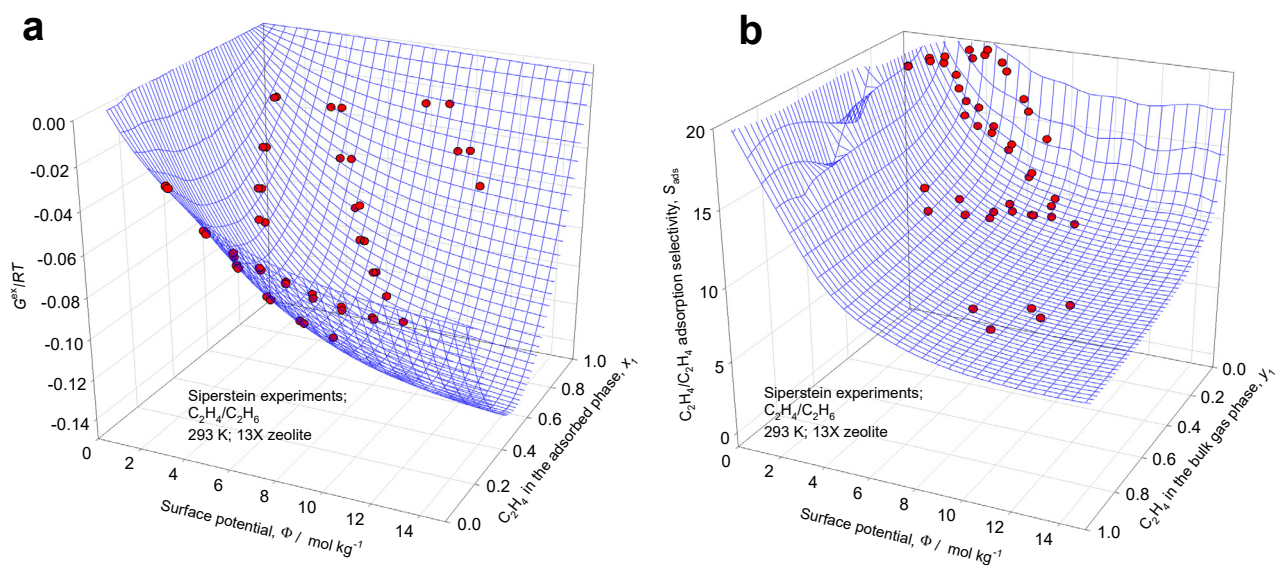 a
0.00
-0.02
-0.04
-0.06
-0.08
-0.10
-0.12
-0.14
G^ex/RT
0
2
4
6
8
10
12
14
Surface potential, Φ / mol kg⁻¹
0.0
0.2
0.4
0.6
0.8
1.0
C₂H₄ in the adsorbed phase, x₁
Siperstein experiments;
C₂H₄/C₂H₆
293 K; 13X zeolite
b
20
15
10
5
0
C₂H₄/C₂H₄ adsorption selectivity, S_ads
0
2
4
6
8
10
12
14
Surface potential, Φ / mol kg⁻¹
0.0
0.2
0.4
0.6
0.8
1.0
C₂H₄ in the bulk gas phase, y₁
Siperstein experiments;
C₂H₄/C₂H₆
293 K; 13X zeolite